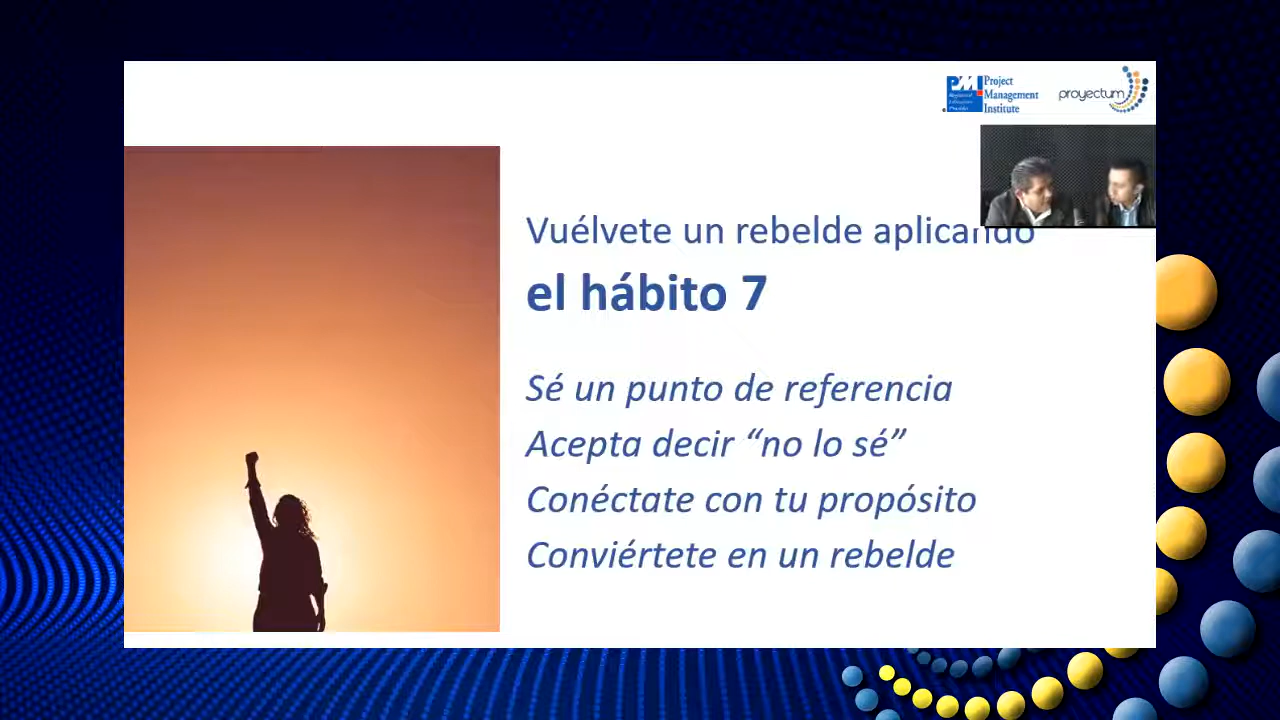 PMI
Project
Management
Institute
proyectum
Vuélvete un rebelde aplicando
el hábito 7
Sé un punto de referencia
Acepta decir “no lo sé”
Conéctate con tu propósito
Conviértete en un rebelde